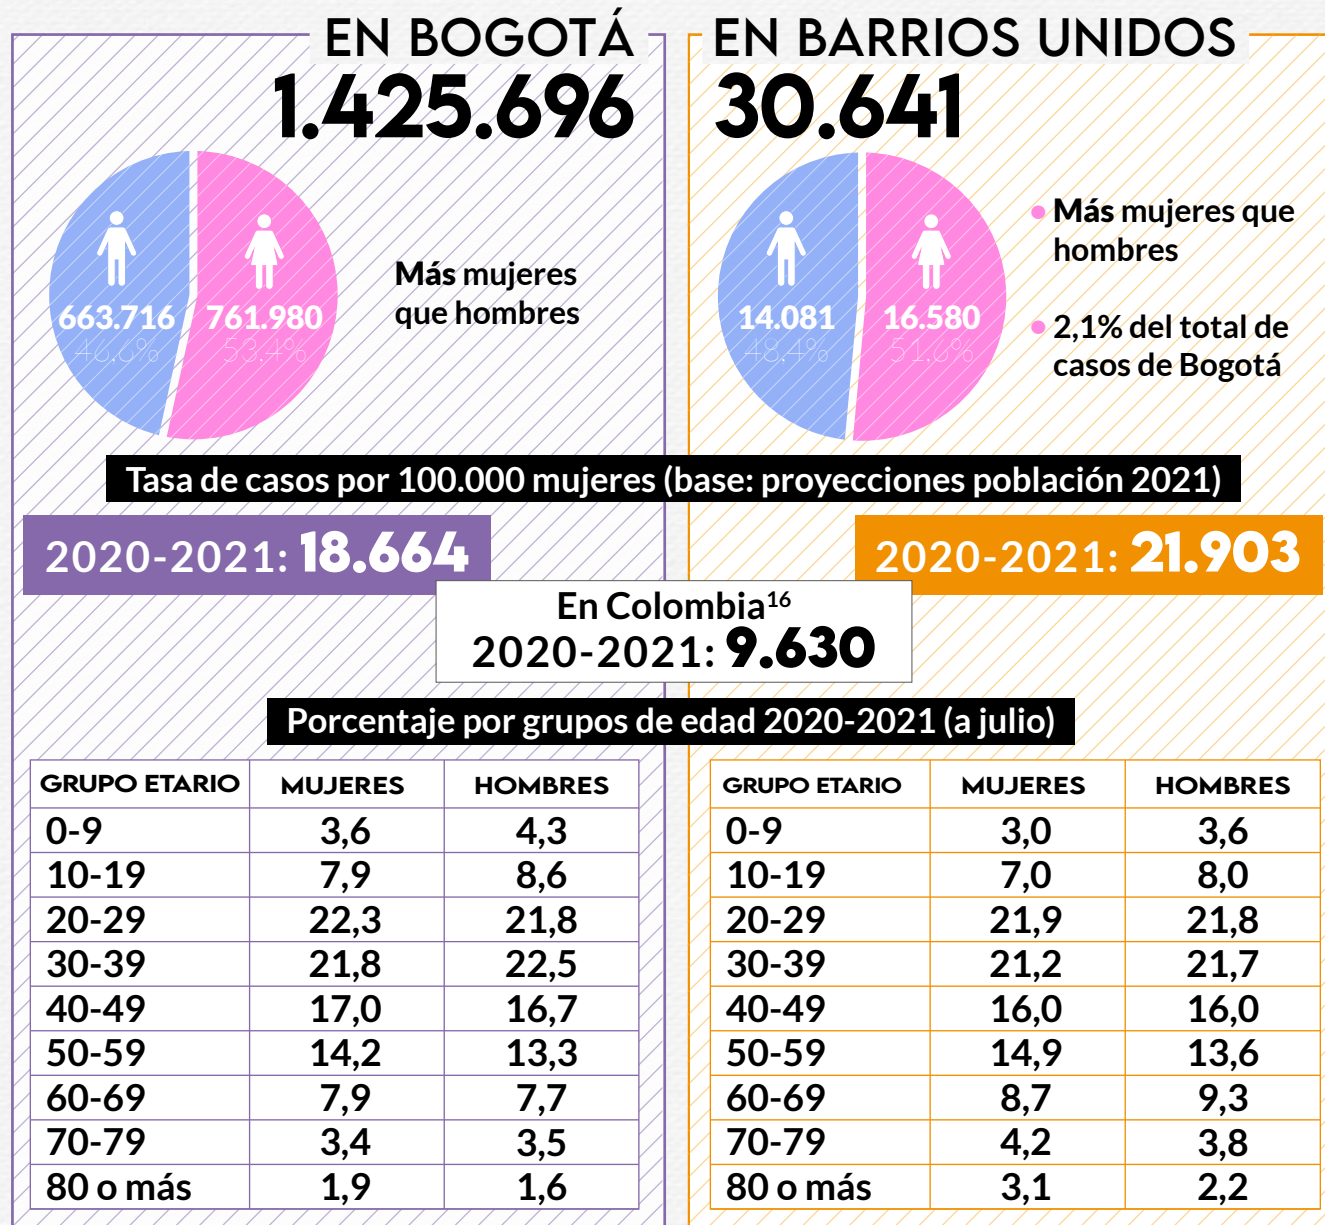 EN BOGOTÁ
1.425.696
663.716
46.6%
761.980
53.4%
Más mujeres
que hombres
EN BARRIOS UNIDOS
30.641
14.081
48.4%
16.580
51.6%
Más mujeres que
hombres
2,1% del total de
casos de Bogotá
Tasa de casos por 100.000 mujeres (base: proyecciones población 2021)
2020-2021: 18.664
2020-2021: 21.903
En Colombia16
2020-2021: 9.630
Porcentaje por grupos de edad 2020-2021 (a julio)
GRUPO ETARIO MUJERES HOMBRES
0-9 3,6 4,3
10-19 7,9 8,6
20-29 22,3 21,8
30-39 21,8 22,5
40-49 17,0 16,7
50-59 14,2 13,3
60-69 7,9 7,7
70-79 3,4 3,5
80 o más 1,9 1,6
GRUPO ETARIO MUJERES HOMBRES
0-9 3,0 3,6
10-19 7,0 8,0
20-29 21,9 21,8
30-39 21,2 21,7
40-49 16,0 16,0
50-59 14,9 13,6
60-69 8,7 9,3
70-79 4,2 3,8
80 o más 3,1 2,2